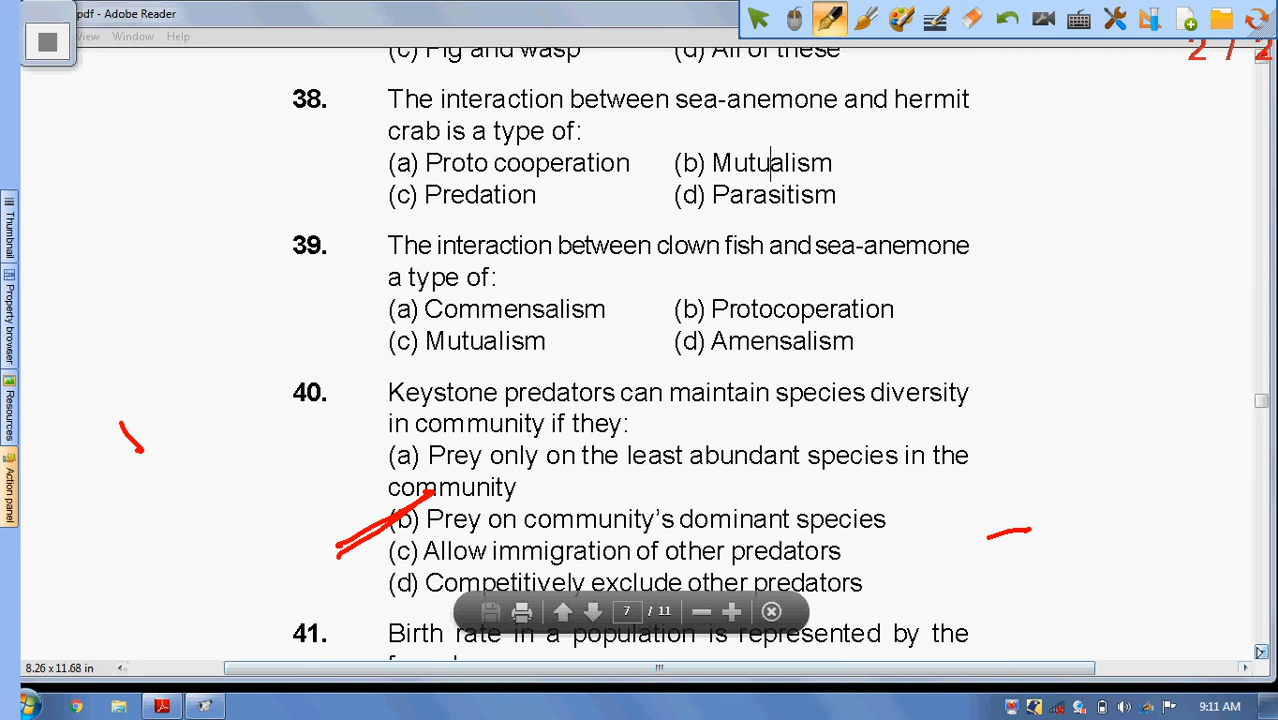 .pdf - Adobe Reader
View Window Help
2 7 2
(c) Fig and wasp (d) All of these
38. The interaction between sea-anemone and hermit
crab is a type of:
(a) Proto cooperation (b) Mutualism
(c) Predation (d) Parasitism
39. The interaction between clown fish and sea-anemone
a type of:
(a) Commensalism (b) Protocoperation
(c) Mutualism (d) Amensalism
40. Keystone predators can maintain species diversity
in community if they:
(a) Prey only on the least abundant species in the
community
(b) Prey on community's dominant species
(c) Allow immigration of other predators
(d) Competitively exclude other predators
7 / 11
41. Birth rate in a population is represented by the
Thumbnail
Property browser
Resources
Action panel
8.26 x 11.68 in
9:11 AM